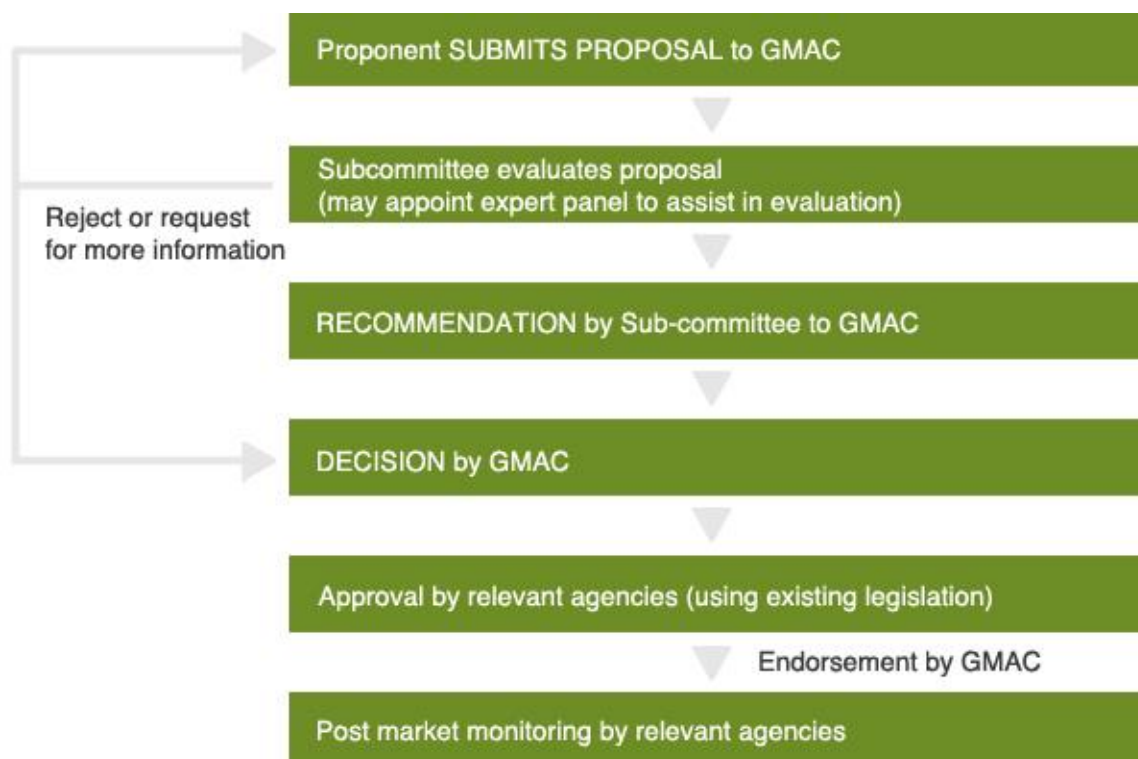 Proponent SUBMITS PROPOSAL to GMAC
Subcommittee evaluates proposal
(may appoint expert panel to assist in evaluation)
Reject or request
for more information
RECOMMENDATION by Sub-committee to GMAC
DECISION by GMAC
Approval by relevant agencies (using existing legislation)
Endorsement by GMAC
Post market monitoring by relevant agencies